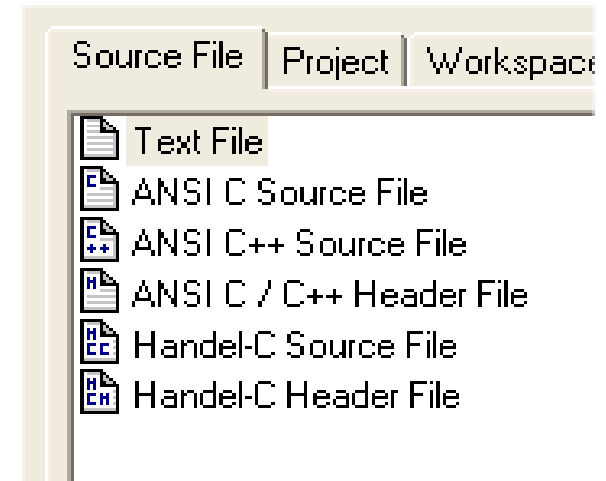 Source File Project Workspace
Text File
ANSI C Source File
ANSI C++ Source File
ANSI C / C++ Header File
Handel-C Source File
Handel-C Header File